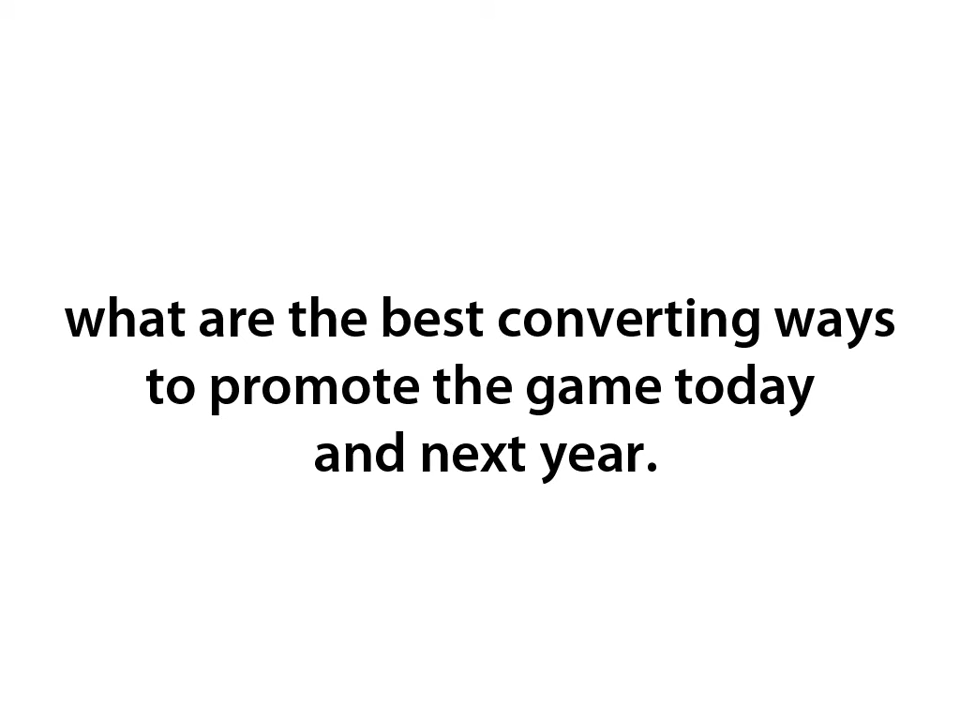 what are the best converting ways
to promote the game today
and next year.